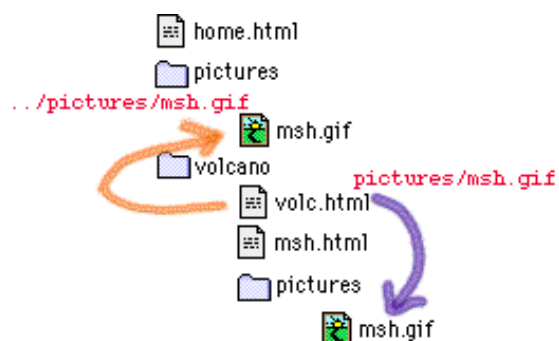 home.html
pictures
../pictures/msh.gif
msh.gif
volcano
pictures/msh.gif
volc.html
msh.html
pictures
msh.gif